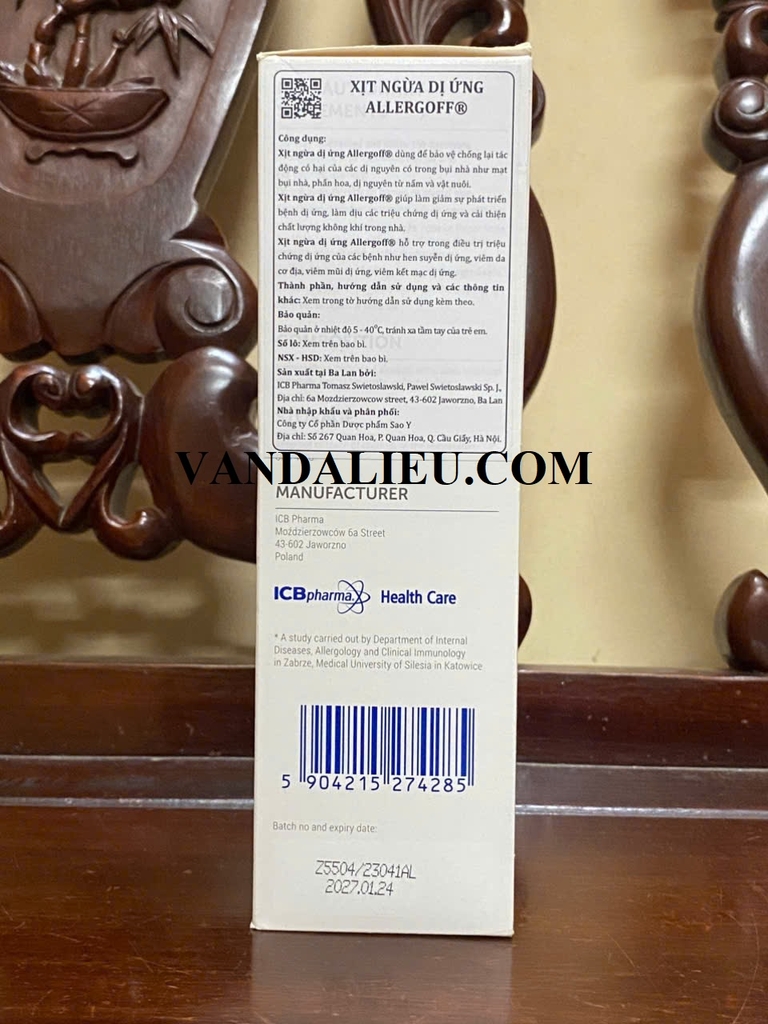 XỊT NGỪA DỊ ỨNG
ALLERGOFF®
Công dụng:
Xịt ngừa dị ứng Allergoff® dùng để bảo vệ chống lại tác
động có hại của các dị nguyên có trong bụi nhà như mạt
bụi nhà, phấn hoa, dị nguyên từ nấm và vật nuôi.
Xịt ngừa dị ứng Allergoff® giúp làm giảm sự phát triển
bệnh dị ứng, làm dịu các triệu chứng dị ứng và cải thiện
chất lượng không khí trong nhà.
Xịt ngừa dị ứng Allergoff® hỗ trợ trong điều trị triệu
chứng dị ứng của các bệnh như hen suyễn dị ứng, viêm da
cơ địa, viêm mũi dị ứng, viêm kết mạc dị ứng.
Thành phần, hướng dẫn sử dụng và các thông tin
khác: Xem trong tờ hướng dẫn sử dụng kèm theo.
Bảo quản:
Bảo quản ở nhiệt độ 5 - 40°C, tránh xa tầm tay của trẻ em.
Số lô: Xem trên bao bì.
NSX - HSD: Xem trên bao bì.
Sản xuất tại Ba Lan bởi:
ICB Pharma Tomasz Swietoslawski, Pawel Swietoslawski Sp. J.,
Địa chỉ: 6a Mozdzierzowcow street, 43-602 Jaworzno, Ba Lan
Nhà nhập khẩu và phân phối:
Công ty Cổ phần Dược phẩm Sao Y
Địa chỉ: Số 267 Quan Hoa, P. Quan Hoa, Q. Cầu Giấy, Hà Nội.
VANDALIEU.COM
MANUFACTURER
ICB Pharma
Moździerzowców 6a Street
43-602 Jaworzno
Poland
ICBpharma Health Care
* A study carried out by Department of Internal
Diseases, Allergology and Clinical Immunology
in Zabrze, Medical University of Silesia in Katowice
5 904215 274285
Batch no and expiry date:
Z5504/23041AL
2027.01.24